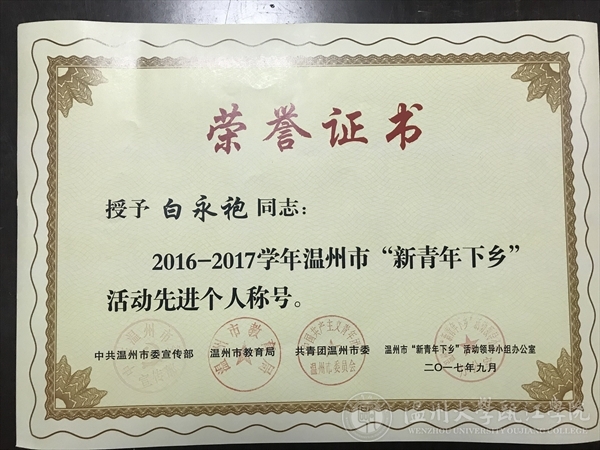 荣誉证书
授予 白永袍 同志：
2016-2017学年温州市“新青年下乡”
活动先进个人称号。
中共温州市委宣传部 温州市教育局 共青团温州市委 温州市“新青年下乡”活动领导小组办公室
二〇一七年九月
温州大学瓯江学院
WENZHOU UNIVERSITY OUJIANG COLLEGE